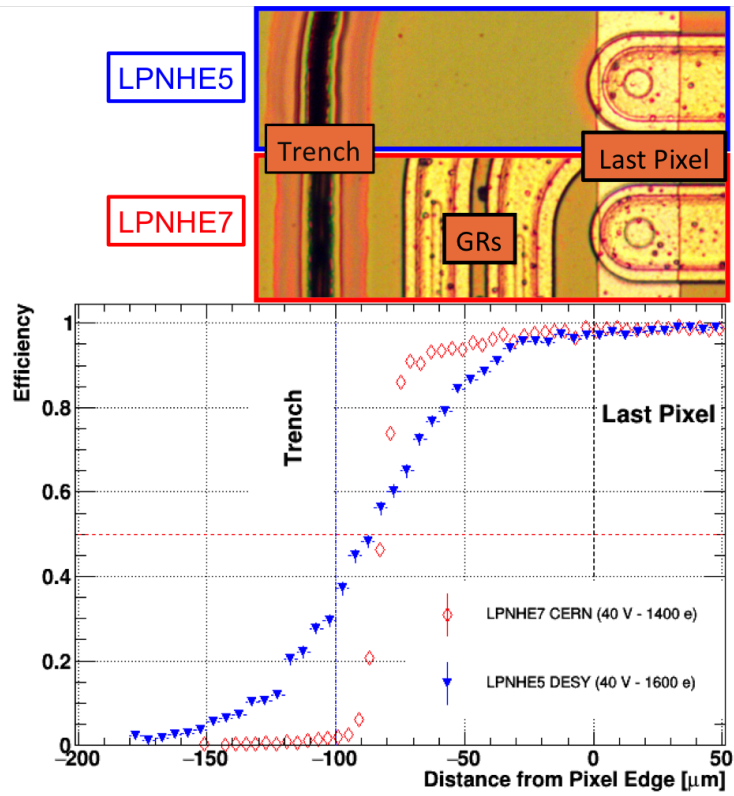 LPNHE5
Trench
Last Pixel
LPNHE7
GRs
Efficiency
1
0.8
0.6
0.4
0.2
0
Trench
Last Pixel
LPNHE7 CERN (40 V - 1400 e)
LPNHE5 DESY (40 V - 1600 e)
−200 −150 −100 −50 0 50
Distance from Pixel Edge [μm]